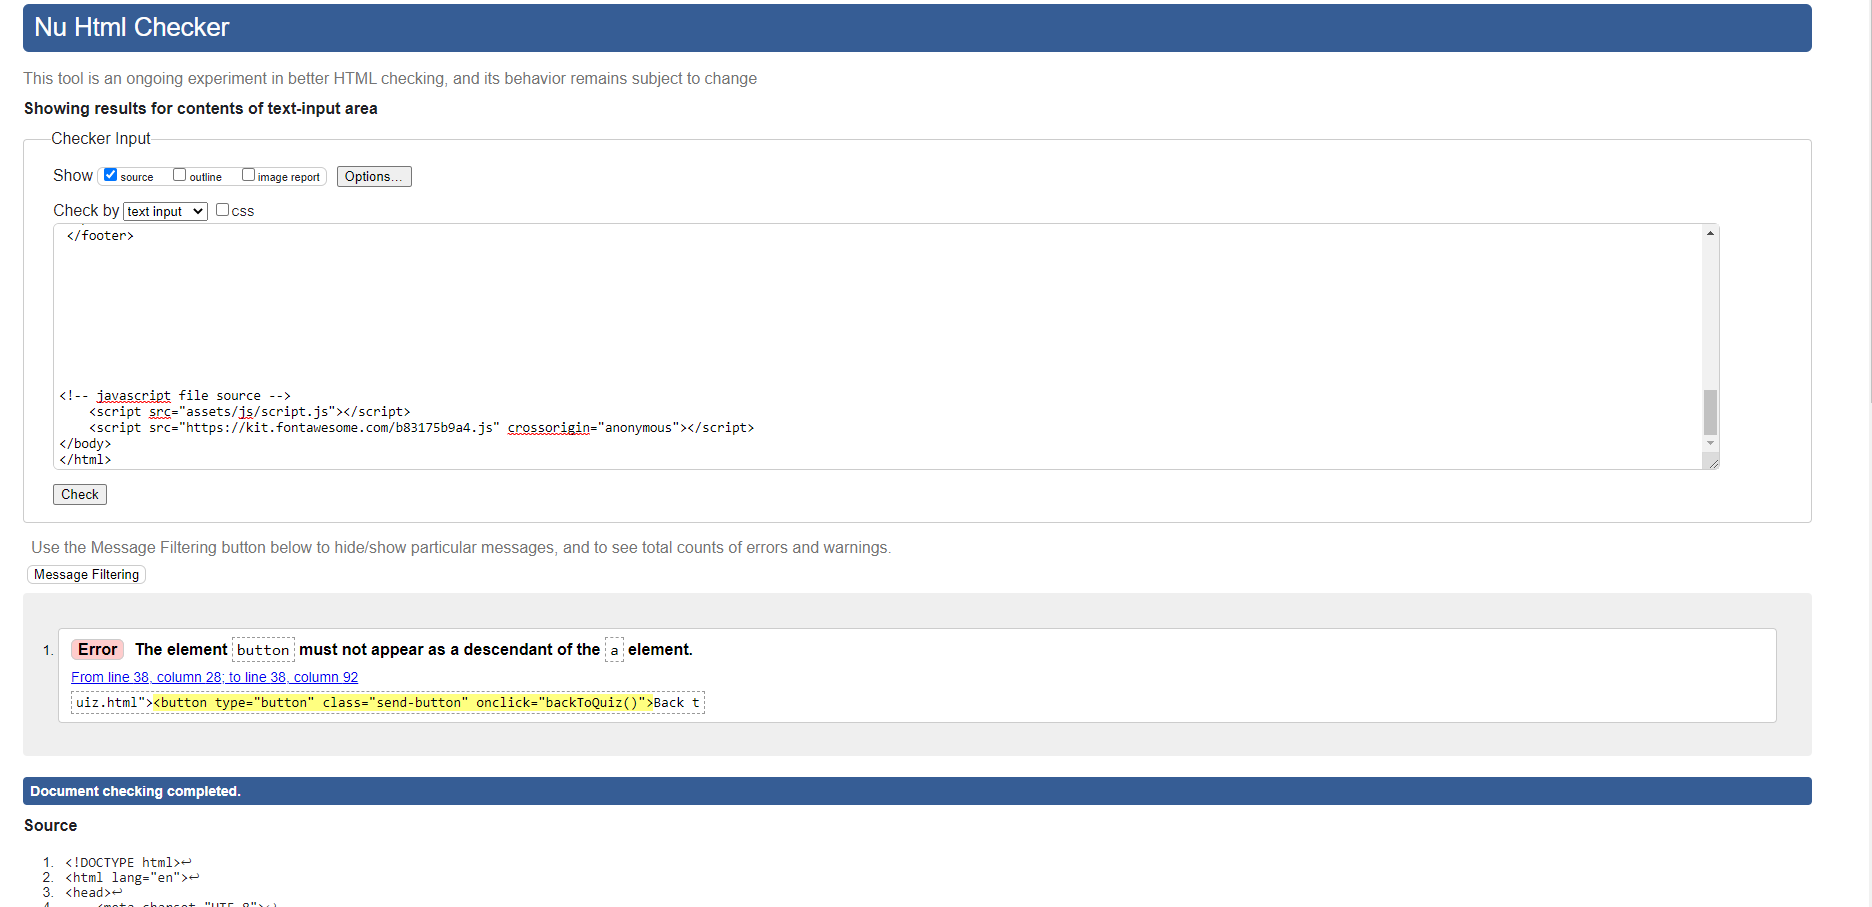 Nu Html Checker
This tool is an ongoing experiment in better HTML checking, and its behavior remains subject to change
Showing results for contents of text-input area
Checker Input
Show source outline image report Options...
Check by text input css
</footer>
<!-- javascript file source -->
<script src="assets/js/script.js"></script>
<script src="https://kit.fontawesome.com/b83175b9a4.js" crossorigin="anonymous"></script>
</body>
</html>
Check
Use the Message Filtering button below to hide/show particular messages, and to see total counts of errors and warnings.
Message Filtering
1. Error The element button must not appear as a descendant of the a element.
From line 38, column 28; to line 38, column 92
uiz.html"><button type="button" class="send-button" onclick="backToQuiz()">Back t
Document checking completed.
Source
1. <!DOCTYPE html>↩
2. <html lang="en">↩
3. <head>↩